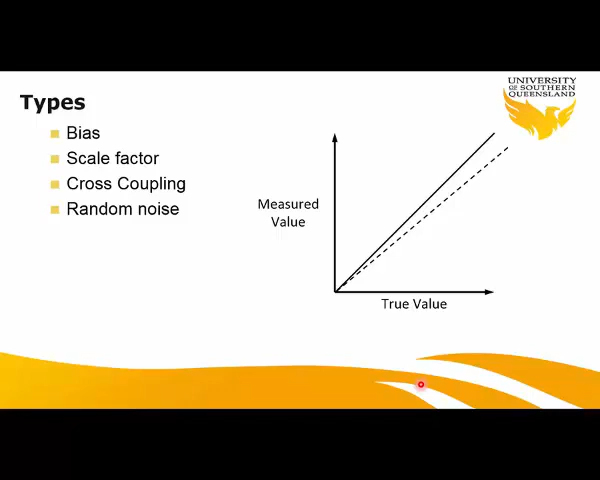 UNIVERSITY
OF SOUTHERN
QUEENSLAND
Types
Bias
Scale factor
Cross Coupling
Random noise
Measured
Value
True Value